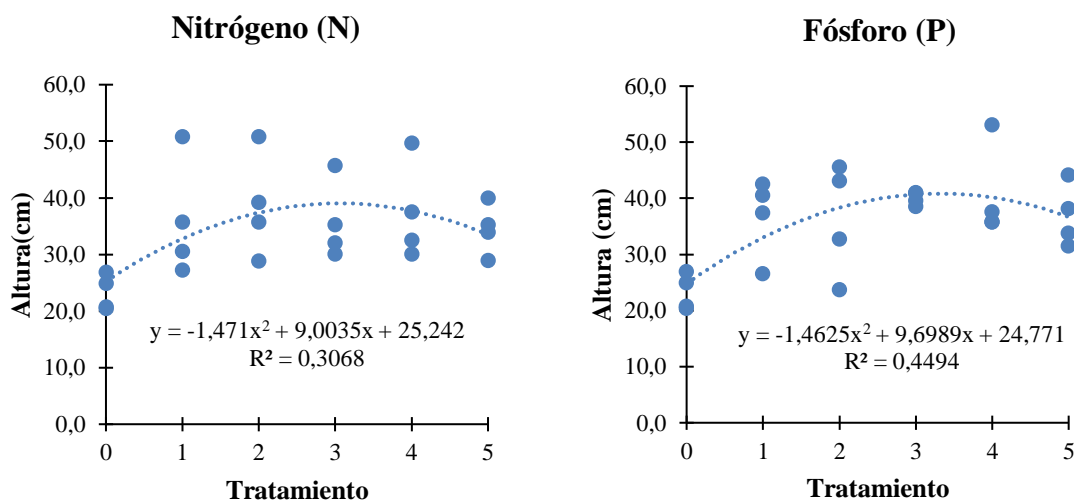 Nitrógeno (N)
60,0
50,0
40,0
30,0
20,0
10,0
0,0
Altura(cm)
y = -1,471x² + 9,0035x + 25,242
R² = 0,3068
0 1 2 3 4 5
Tratamiento
Fósforo (P)
60,0
50,0
40,0
30,0
20,0
10,0
0,0
Altura (cm)
y = -1,4625x² + 9,6989x + 24,771
R² = 0,4494
0 1 2 3 4 5
Tratamiento